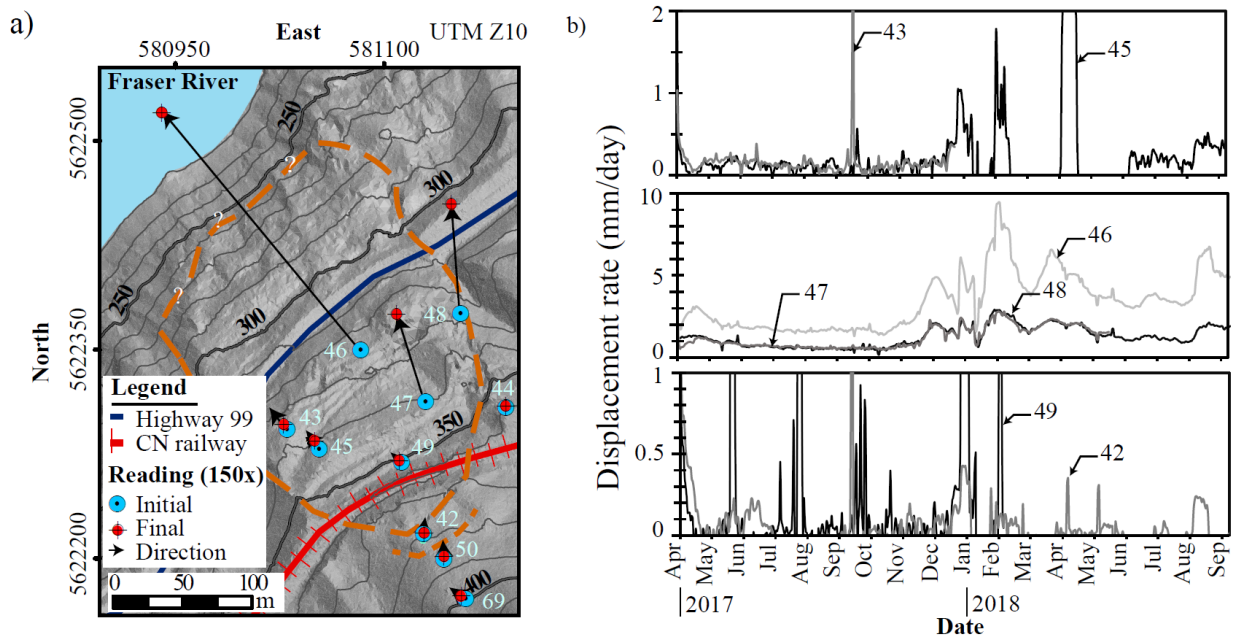 a)
East
UTM Z10
580950
581100
Fraser River
5622500
5622350
5622200
North
250
250
300
300
350
400
?
?
?
48
46
47
44
43
45
49
42
50
69
Legend
Highway 99
CN railway
Reading (150x)
Initial
Final
Direction
0 50 100
m
b)
Displacement rate (mm/day)
2
1
0
43
45
10
5
0
46
47
48
1
0.5
0
49
42
Apr May Jun Jul Aug Sep Oct Nov Dec Jan Feb Mar Apr May Jun Jul Aug Sep
2017 2018
Date